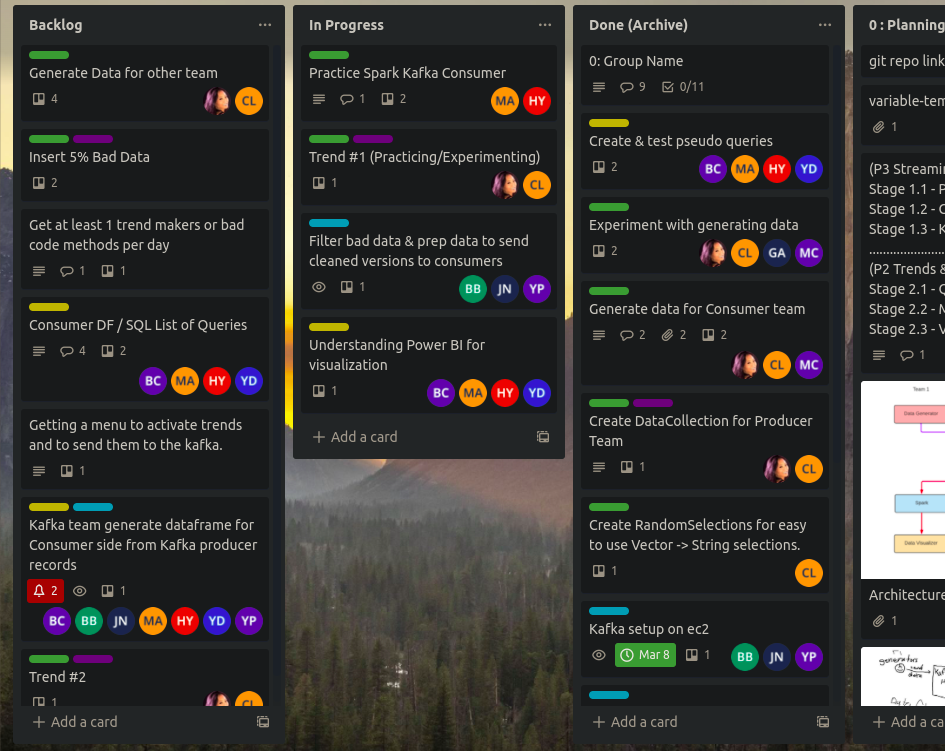 Backlog
Generate Data for other team
4
CL
Insert 5% Bad Data
2
Get at least 1 trend makers or bad
code methods per day
1 1
Consumer DF / SQL List of Queries
4 2
BC MA HY YD
Getting a menu to activate trends
and to send them to the kafka.
1
Kafka team generate dataframe for
Consumer side from Kafka producer
records
2 1
BC BB JN MA HY YD YP
Trend #2
1
CL
+ Add a card
In Progress
Practice Spark Kafka Consumer
1 2 MA HY
Trend #1 (Practicing/Experimenting)
1 CL
Filter bad data & prep data to send
cleaned versions to consumers
1 BB JN YP
Understanding Power BI for
visualization
1 BC MA HY YD
+ Add a card
Done (Archive)
0: Group Name
9 0/11
Create & test pseudo queries
2 BC MA HY YD
Experiment with generating data
2 CL GA MC
Generate data for Consumer team
2 2 2
CL MC
Create DataCollection for Producer
Team
1 CL
Create RandomSelections for easy
to use Vector -> String selections.
1 CL
Kafka setup on ec2
Mar 8 1 BB JN YP
+ Add a card
0 : Planning
git repo link
variable-tem
1
(P3 Streamin
Stage 1.1 - P
Stage 1.2 - C
Stage 1.3 - K
(P2 Trends &
Stage 2.1 - Q
Stage 2.2 - M
Stage 2.3 - V
1
Team 1
Data Generator
Spark
Data Visualizer
Architecture
1
generators
+ Add a ca